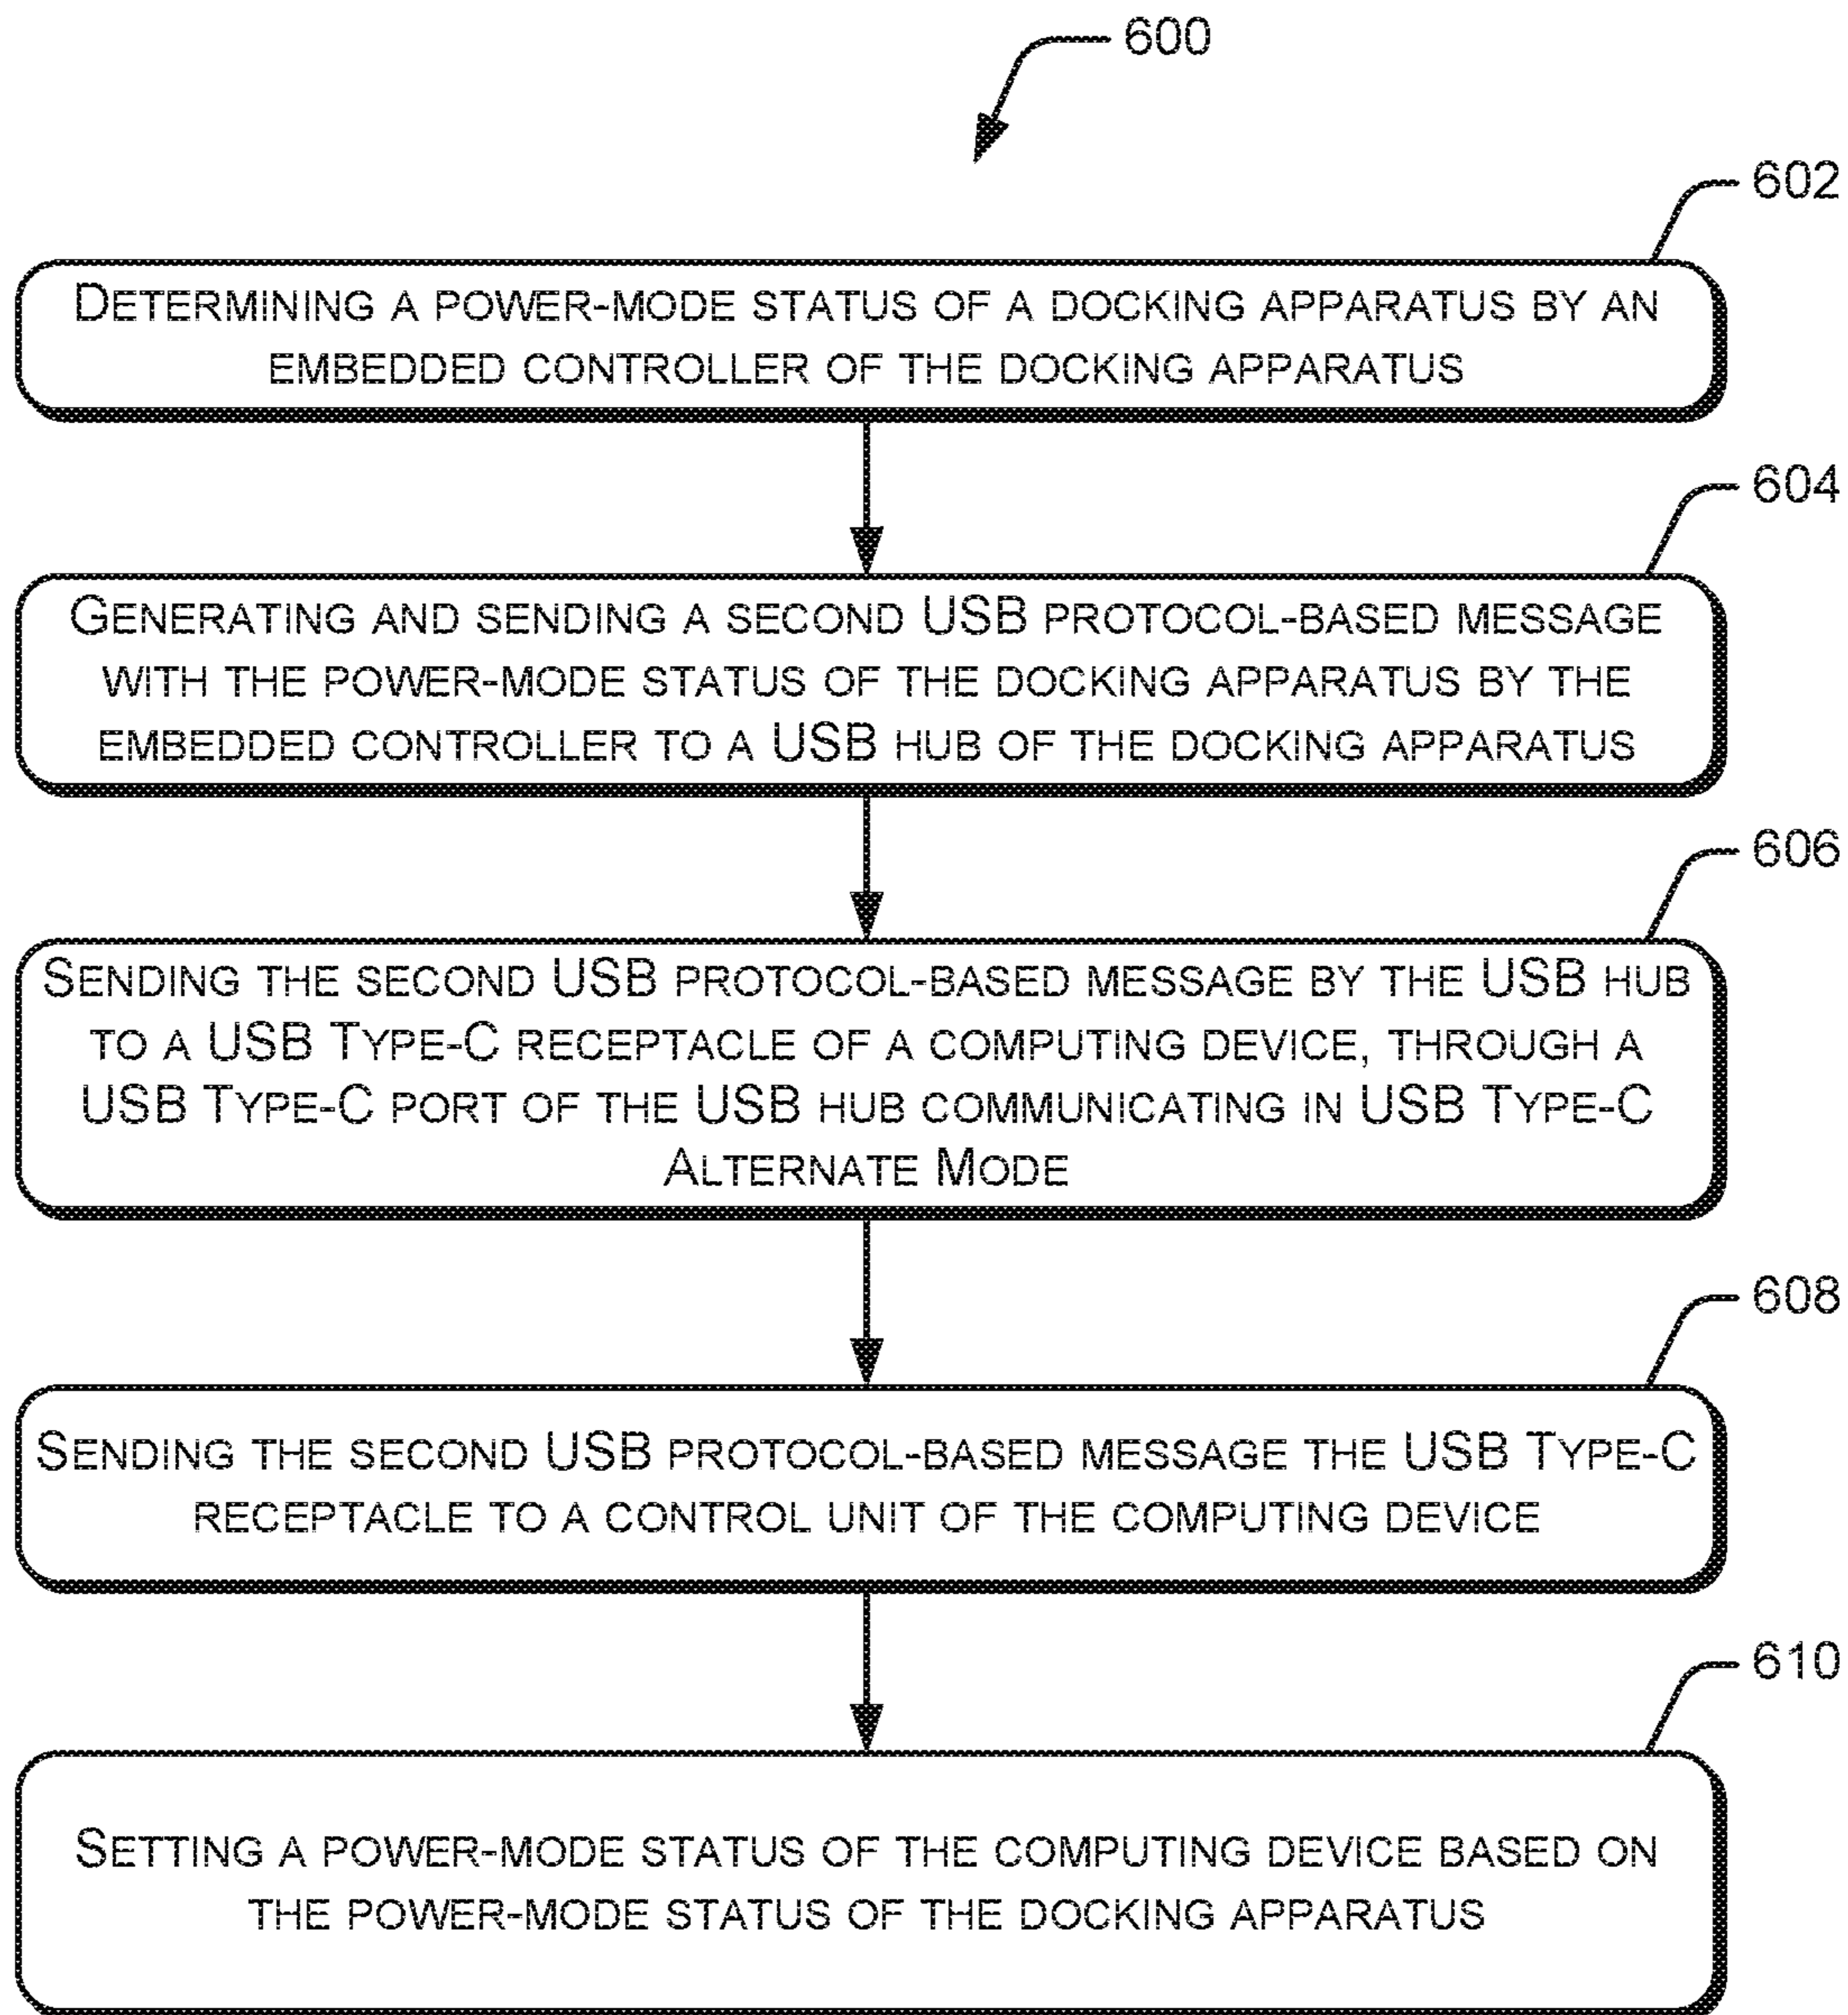 600
602
DETERMINING A POWER-MODE STATUS OF A DOCKING APPARATUS BY AN
EMBEDDED CONTROLLER OF THE DOCKING APPARATUS
604
GENERATING AND SENDING A SECOND USB PROTOCOL-BASED MESSAGE
WITH THE POWER-MODE STATUS OF THE DOCKING APPARATUS BY THE
EMBEDDED CONTROLLER TO A USB HUB OF THE DOCKING APPARATUS
606
SENDING THE SECOND USB PROTOCOL-BASED MESSAGE BY THE USB HUB
TO A USB TYPE-C RECEPTACLE OF A COMPUTING DEVICE, THROUGH A
USB TYPE-C PORT OF THE USB HUB COMMUNICATING IN USB TYPE-C
ALTERNATE MODE
608
SENDING THE SECOND USB PROTOCOL-BASED MESSAGE THE USB TYPE-C
RECEPTACLE TO A CONTROL UNIT OF THE COMPUTING DEVICE
610
SETTING A POWER-MODE STATUS OF THE COMPUTING DEVICE BASED ON
THE POWER-MODE STATUS OF THE DOCKING APPARATUS